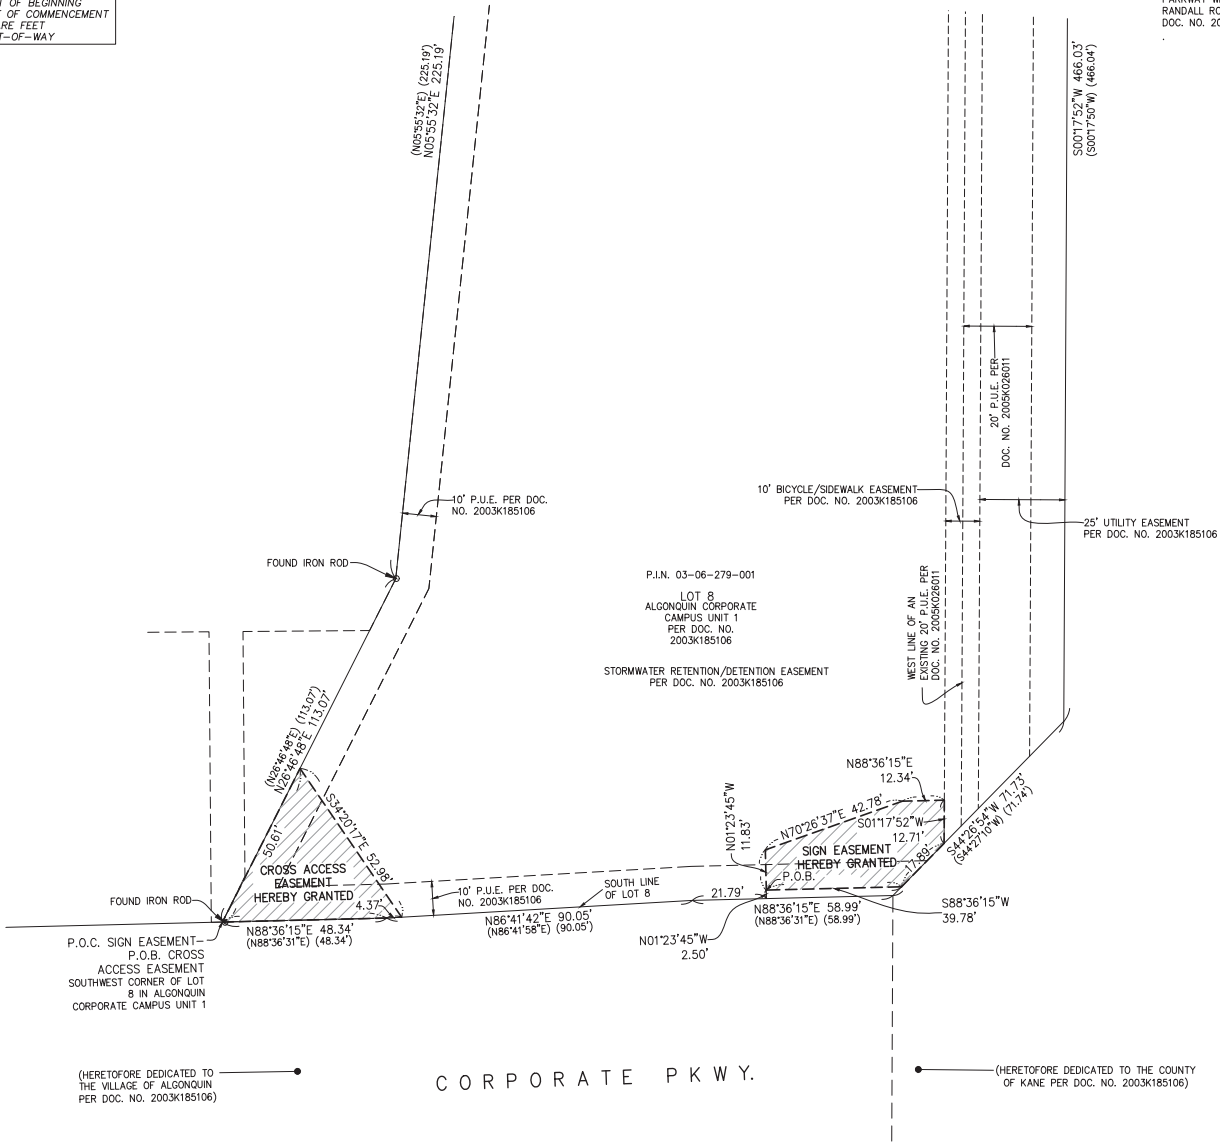 T OF BEGINNING
T OF COMMENCEMENT
RE FEET
T-OF-WAY
RANDALL RO
DOC. NO. 20
(N05°55'32"E) (225.19')
N05°55'32"E 225.19'
S00°17'52"W 466.03'
(S00°17'50"W) (466.04')
20' P.U.E. PER
DOC. NO. 2005K026011
10' P.U.E. PER DOC.
NO. 2003K185106
10' BICYCLE/SIDEWALK EASEMENT
PER DOC. NO. 2003K185106
25' UTILITY EASEMENT
PER DOC. NO. 2003K185106
FOUND IRON ROD
P.I.N. 03-06-279-001
LOT 8
ALGONQUIN CORPORATE
CAMPUS UNIT 1
PER DOC. NO.
2003K185106
STORMWATER RETENTION/DETENTION EASEMENT
PER DOC. NO. 2003K185106
WEST LINE OF AN
EXISTING 20' P.U.E. PER
DOC. NO. 2005K026011
(N26°46'48"E) (113.07')
N26°46'48"E 113.07'
50.61'
S34°20'17"E 52.98'
CROSS ACCESS
EASEMENT
HEREBY GRANTED
4.37'
N88°36'15"E
12.34'
N01°23'45"W
11.83'
N70°26'37"E 42.78'
S01°17'52"W
12.71'
SIGN EASEMENT
HEREBY GRANTED
P.O.B.
17.89'
S44°26'54"W 71.73'
(S44°27'10"W) (71.74')
FOUND IRON ROD
10' P.U.E. PER DOC.
NO. 2003K185106
SOUTH LINE
OF LOT 8
21.79'
N88°36'15"E 48.34'
(N88°36'31"E) (48.34')
N86°41'42"E 90.05'
(N86°41'58"E) (90.05')
N88°36'15"E 58.99'
(N88°36'31"E) (58.99')
S88°36'15"W
39.78'
N01°23'45"W
2.50'
P.O.C. SIGN EASEMENT
P.O.B. CROSS
ACCESS EASEMENT
SOUTHWEST CORNER OF LOT
8 IN ALGONQUIN
CORPORATE CAMPUS UNIT 1
(HERETOFORE DEDICATED TO
THE VILLAGE OF ALGONQUIN
PER DOC. NO. 2003K185106)
CORPORATE PKWY.
(HERETOFORE DEDICATED TO THE COUNTY
OF KANE PER DOC. NO. 2003K185106)